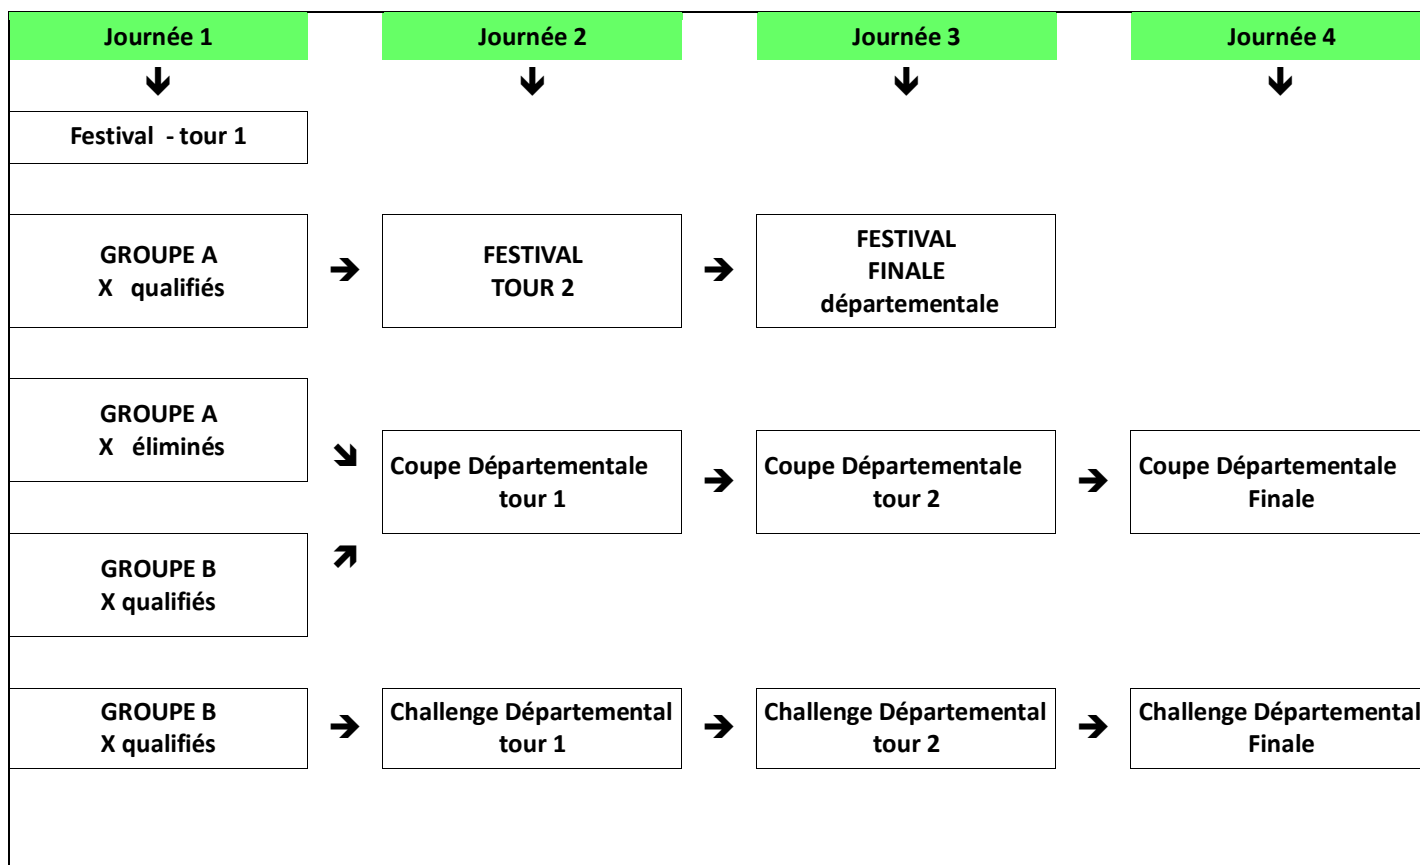 Journée 1
Journée 2
Journée 3
Journée 4
Festival - tour 1
GROUPE A
X qualifiés
FESTIVAL
TOUR 2
FESTIVAL
FINALE
départementale
GROUPE A
X éliminés
Coupe Départementale
tour 1
Coupe Départementale
tour 2
Coupe Départementale
Finale
GROUPE B
X qualifiés
GROUPE B
X qualifiés
Challenge Départemental
tour 1
Challenge Départemental
tour 2
Challenge Départemental
Finale